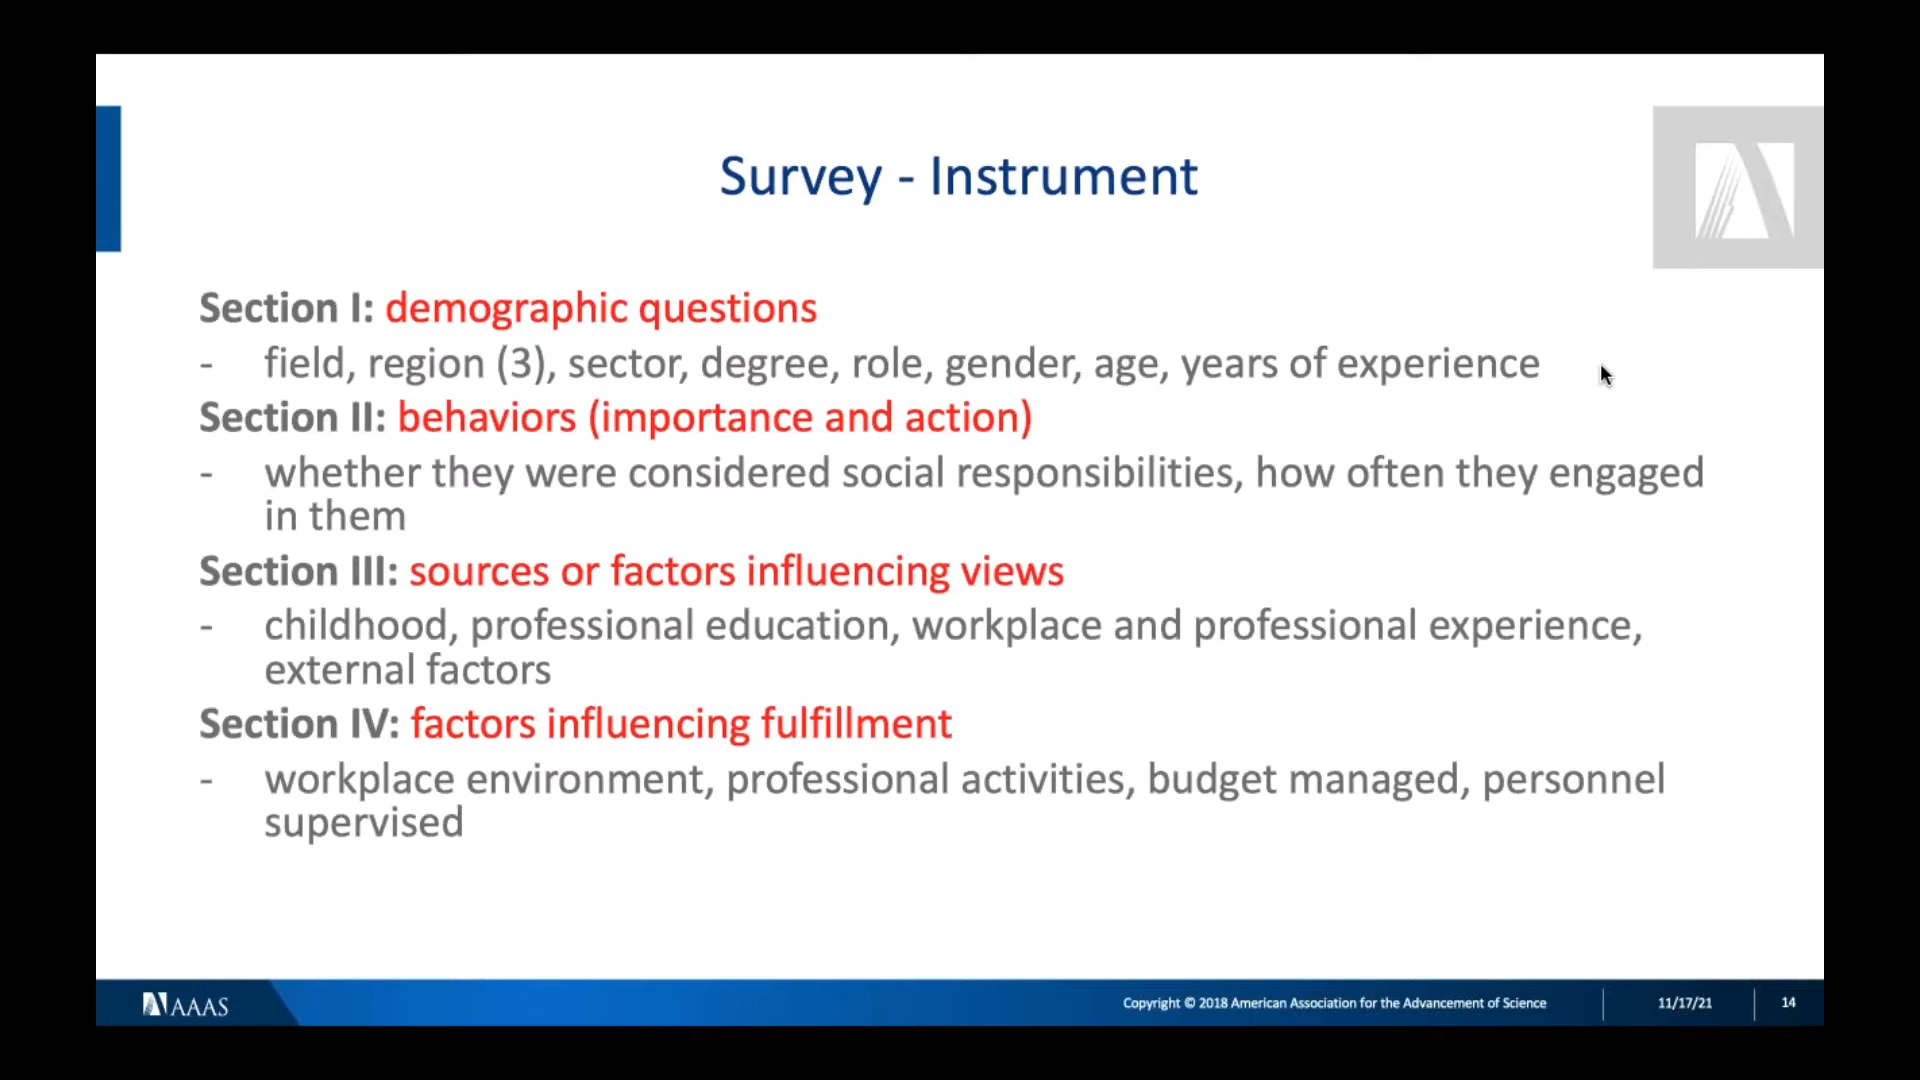 Survey - Instrument
Section I: demographic questions
- field, region (3), sector, degree, role, gender, age, years of experience
Section II: behaviors (importance and action)
- whether they were considered social responsibilities, how often they engaged
in them
Section III: sources or factors influencing views
- childhood, professional education, workplace and professional experience,
external factors
Section IV: factors influencing fulfillment
- workplace environment, professional activities, budget managed, personnel
supervised
AAAS
Copyright © 2018 American Association for the Advancement of Science
11/17/21
14